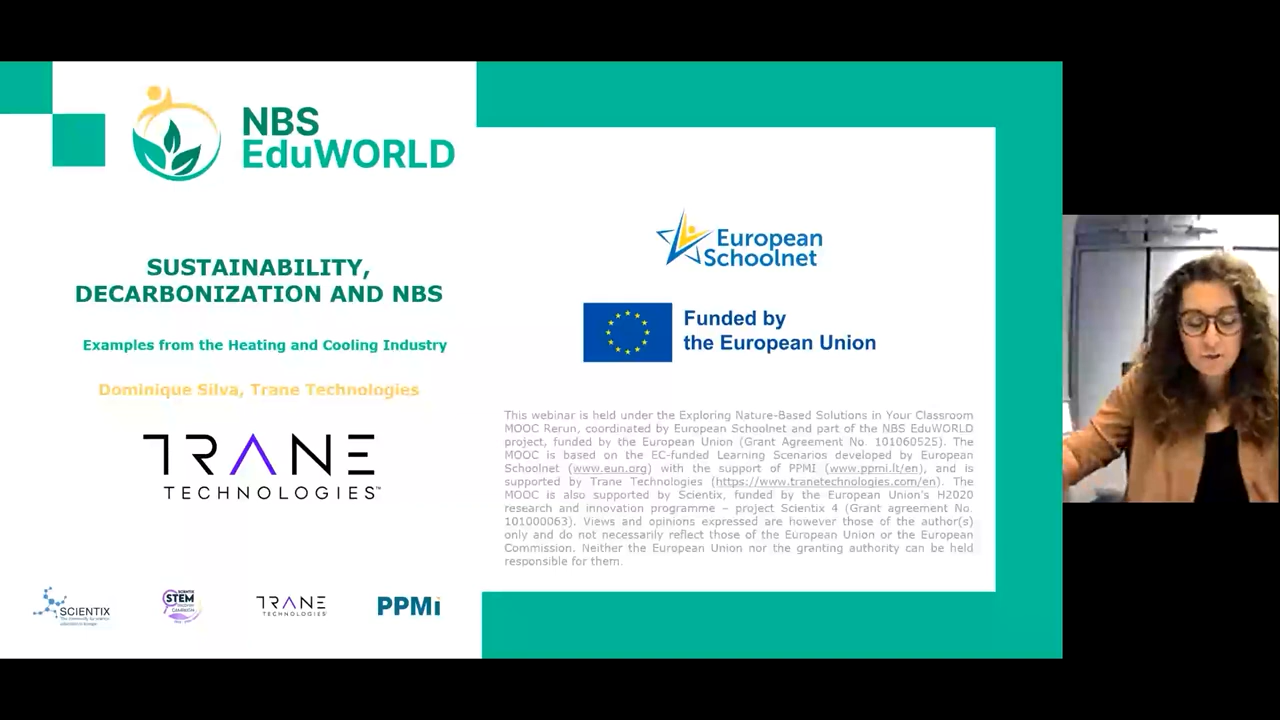 NBS
EduWORLD
SUSTAINABILITY,
DECARBONIZATION AND NBS
Examples from the Heating and Cooling Industry
Dominique Silva, Trane Technologies
TRANE
TECHNOLOGIES™
SCIENTIX
STEM
TRANE
TECHNOLOGIES
PPMi
European
Schoolnet
Funded by
the European Union
This webinar is held under the Exploring Nature-Based Solutions in Your Classroom
MOOC Rerun, coordinated by European Schoolnet and part of the NBS EduWORLD
project, funded by the European Union (Grant Agreement No. 101060525). The
MOOC is based on the EC-funded Learning Scenarios developed by European
Schoolnet (www.eun.org) with the support of PPMI (www.ppmi.lt/en), and is
supported by Trane Technologies (https://www.tranetechnologies.com/en). The
MOOC is also supported by Scientix, funded by the European Union's H2020
research and innovation programme – project Scientix 4 (Grant agreement No.
101000063). Views and opinions expressed are however those of the author(s)
only and do not necessarily reflect those of the European Union or the European
Commission. Neither the European Union nor the granting authority can be held
responsible for them.